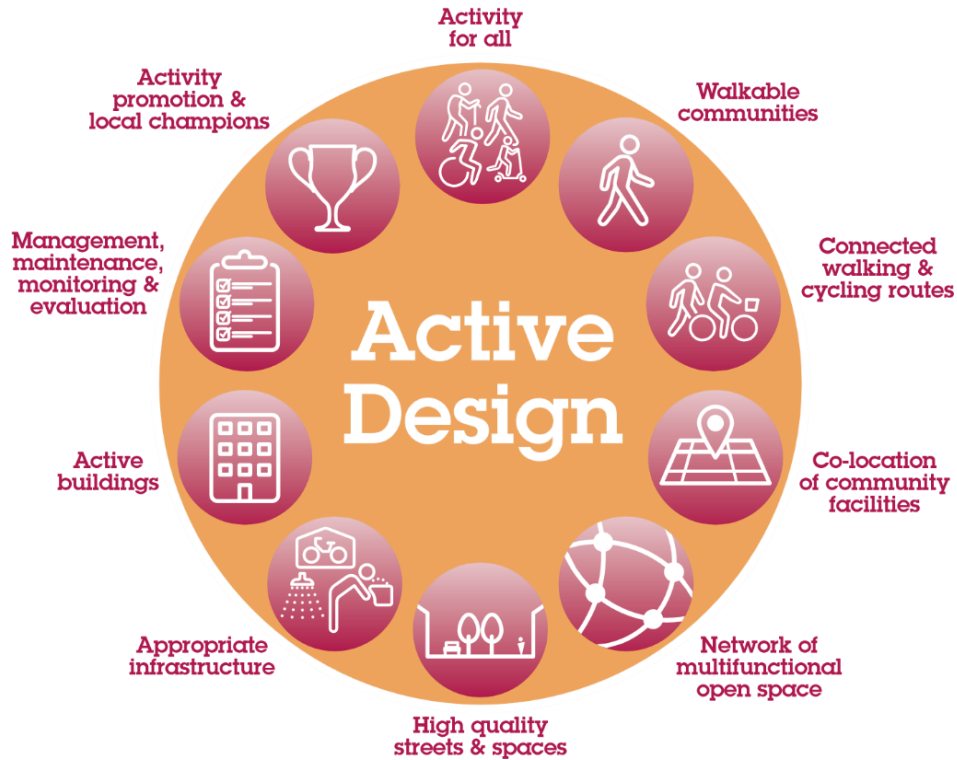 Activity
for all
Walkable
communities
Connected
walking &
cycling routes
Co-location
of community
facilities
Network of
multifunctional
open space
High quality
streets & spaces
Appropriate
infrastructure
Active
buildings
Management,
maintenance,
monitoring &
evaluation
Activity
promotion &
local champions
Active
Design